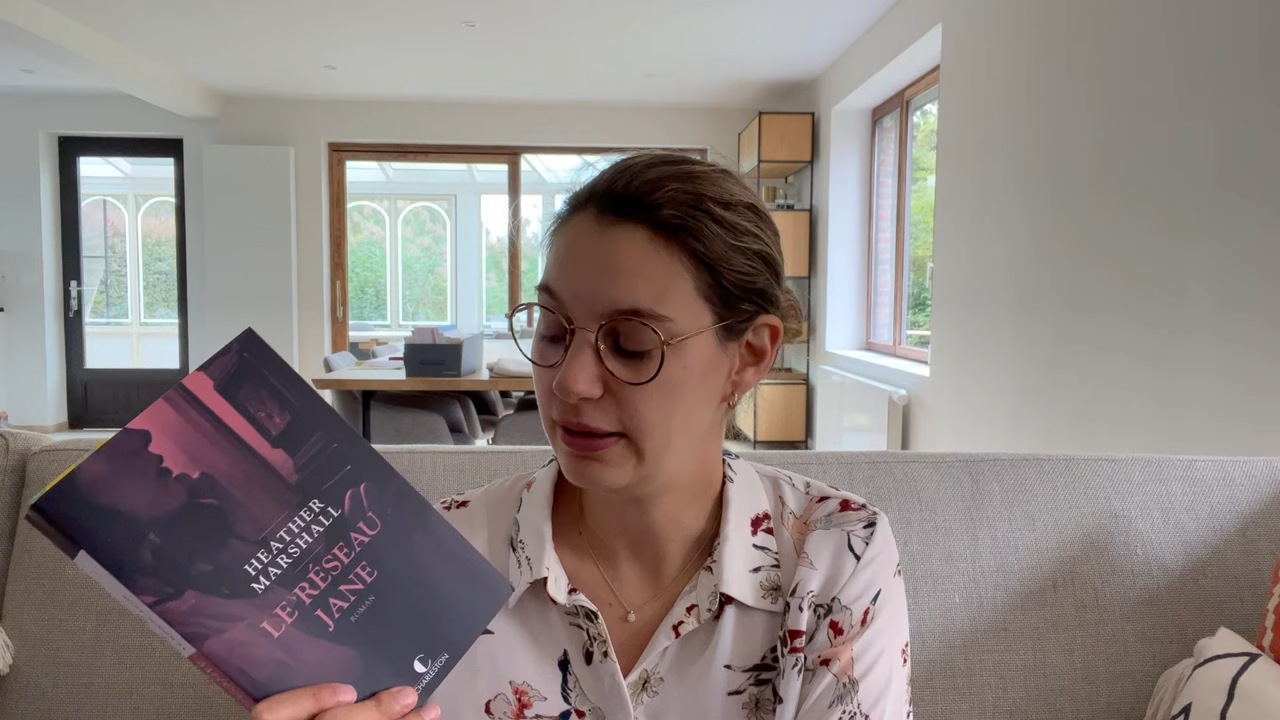 HEATHER
MARSHALL
LE RÉSEAU
JANE
ROMAN
CHARLESTON